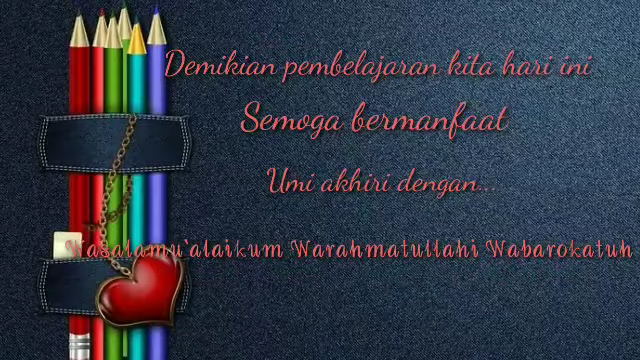 Demikian pembelajaran kita hari ini
Semoga bermanfaat
Umi akhiri dengan...
Wasalamu`alaikum Warahmatullahi Wabarokatuh